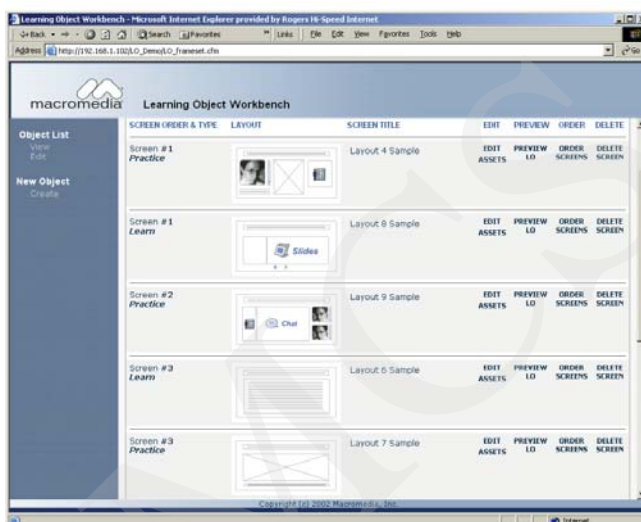 Learning Object Workbench - Microsoft Internet Explorer provided by Rogers Hi-Speed Internet
Back Search Favorites Links File Edit View Favorites Tools Help
Address http://192.168.1.102/LO_Demo/LO_frameset.cfm Go
macromedia Learning Object Workbench
Object List
View
Edit
New Object
Create
SCREEN ORDER & TYPE LAYOUT SCREEN TITLE EDIT PREVIEW ORDER DELETE
Screen #1 Layout 4 Sample EDIT PREVIEW ORDER DELETE
Practice ASSETS LO SCREENS SCREEN
Screen #1 Layout 8 Sample EDIT PREVIEW ORDER DELETE
Learn ASSETS LO SCREENS SCREEN
Slides
Screen #2 Layout 9 Sample EDIT PREVIEW ORDER DELETE
Practice ASSETS LO SCREENS SCREEN
Chat
Screen #3 Layout 6 Sample EDIT PREVIEW ORDER DELETE
Learn ASSETS LO SCREENS SCREEN
Screen #3 Layout 7 Sample EDIT PREVIEW ORDER DELETE
Practice ASSETS LO SCREENS SCREEN
Copyright (c) 2002 Macromedia, Inc.
Internet